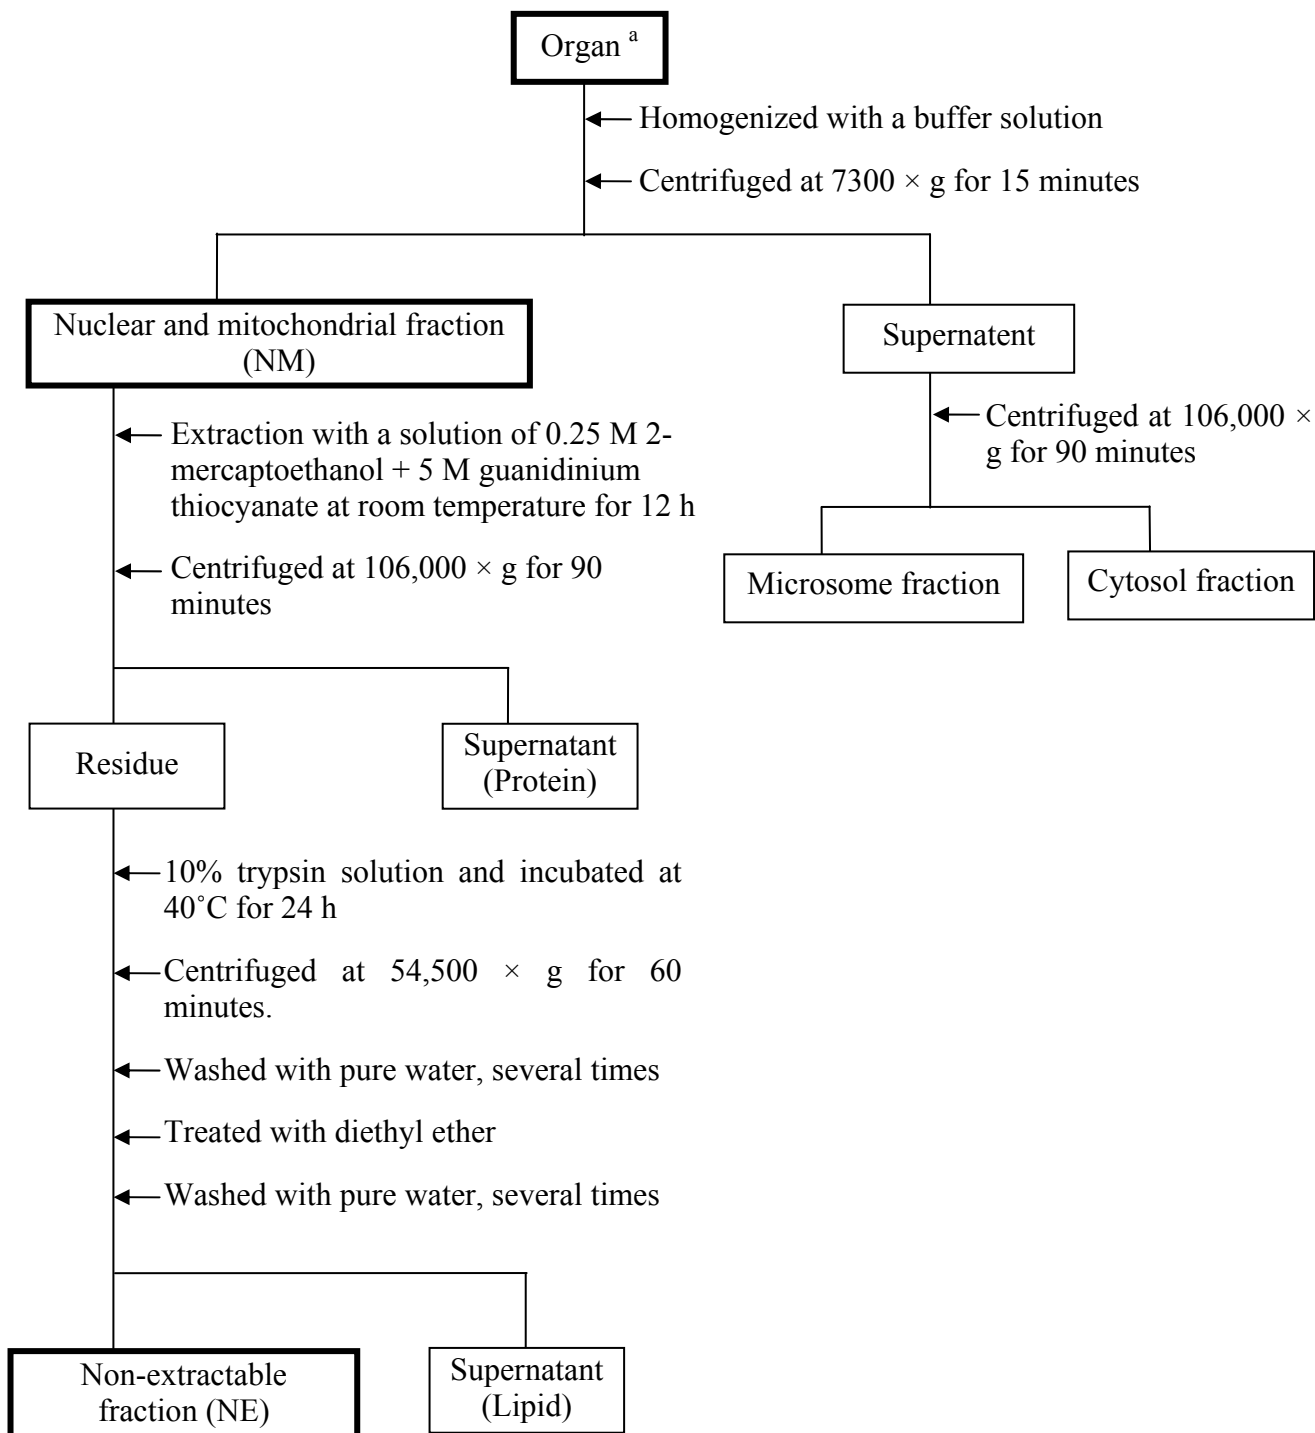 Organ a
Homogenized with a buffer solution
Centrifuged at 7300 × g for 15 minutes
Nuclear and mitochondrial fraction
(NM)
Supernatent
Extraction with a solution of 0.25 M 2-
mercaptoethanol + 5 M guanidinium
thiocyanate at room temperature for 12 h
Centrifuged at 106,000 ×
g for 90 minutes
Centrifuged at 106,000 × g for 90
minutes
Microsome fraction
Cytosol fraction
Residue
Supernatant
(Protein)
10% trypsin solution and incubated at
40˚C for 24 h
Centrifuged at 54,500 × g for 60
minutes.
Washed with pure water, several times
Treated with diethyl ether
Washed with pure water, several times
Non-extractable
fraction (NE)
Supernatant
(Lipid)